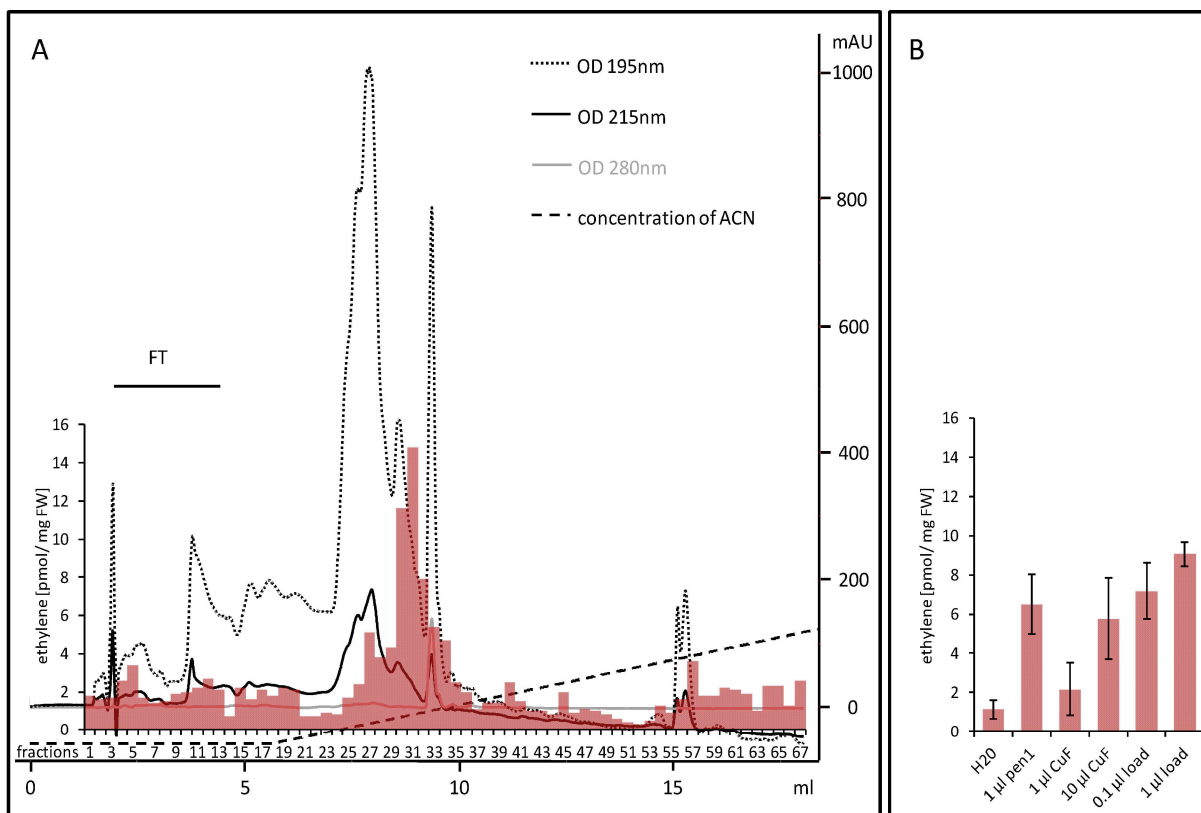 A
mAU
OD 195nm
OD 215nm
OD 280nm
concentration of ACN
1000
800
600
400
200
0
FT
ethylene [pmol/ mg FW]
16
14
12
10
8
6
4
2
0
fractions 1 3 5 7 9 11 13 15 17 19 21 23 25 27 29 31 33 35 37 39 41 43 45 47 49 51 53 55 57 59 61 63 65 67
0 5 10 15 ml
B
ethylene [pmol/ mg FW]
16
14
12
10
8
6
4
2
0
H20
1 µl pen1
1 µl CuF
10 µl CuF
0.1 µl load
1 µl load